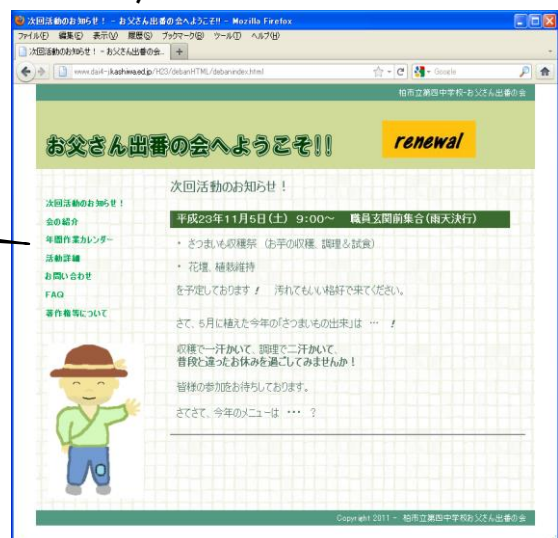 次回活動のお知らせ! - お父さん出番の会へようこそ!! - Mozilla Firefox
ファイル(F) 編集(E) 表示(V) 履歴(S) ブックマーク(B) ツール(T) ヘルプ(H)
次回活動のお知らせ! - お父さん出番の会...
www.dai4-j.kashiwa.ed.jp/H23/debanHTML/debanindex.html
Google
柏市立第四中学校-お父さん出番の会
お父さん出番の会へようこそ!!
renewal
次回活動のお知らせ!
会の紹介
年間作業カレンダー
活動詳細
お問い合わせ
FAQ
著作権等について
次回活動のお知らせ!
平成23年11月5日(土) 9:00~ 職員玄関前集合(雨天決行)
・ さつまいも収穫祭 (お芋の収穫、調理&試食)
・ 花壇、植栽維持
を予定しております! 汚れてもいい格好で来てください。
さて、5月に植えた今年の「さつまいもの出来」は … !
収穫で一汗かいて、調理で二汗かいて、
普段と違ったお休みを過ごしてみませんか!
皆様の参加をお待ちしております。
さてさて、今年のメニューは ・・・ ?
Copyright 2011 - 柏市立第四中学校お父さん出番の会